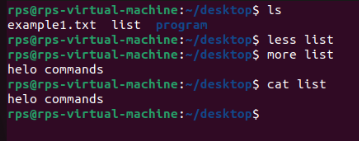 rps@rps-virtual-machine:~/desktop$ ls
example1.txt  list  program
rps@rps-virtual-machine:~/desktop$ less list
rps@rps-virtual-machine:~/desktop$ more list
helo commands
rps@rps-virtual-machine:~/desktop$ cat list
helo commands
rps@rps-virtual-machine:~/desktop$